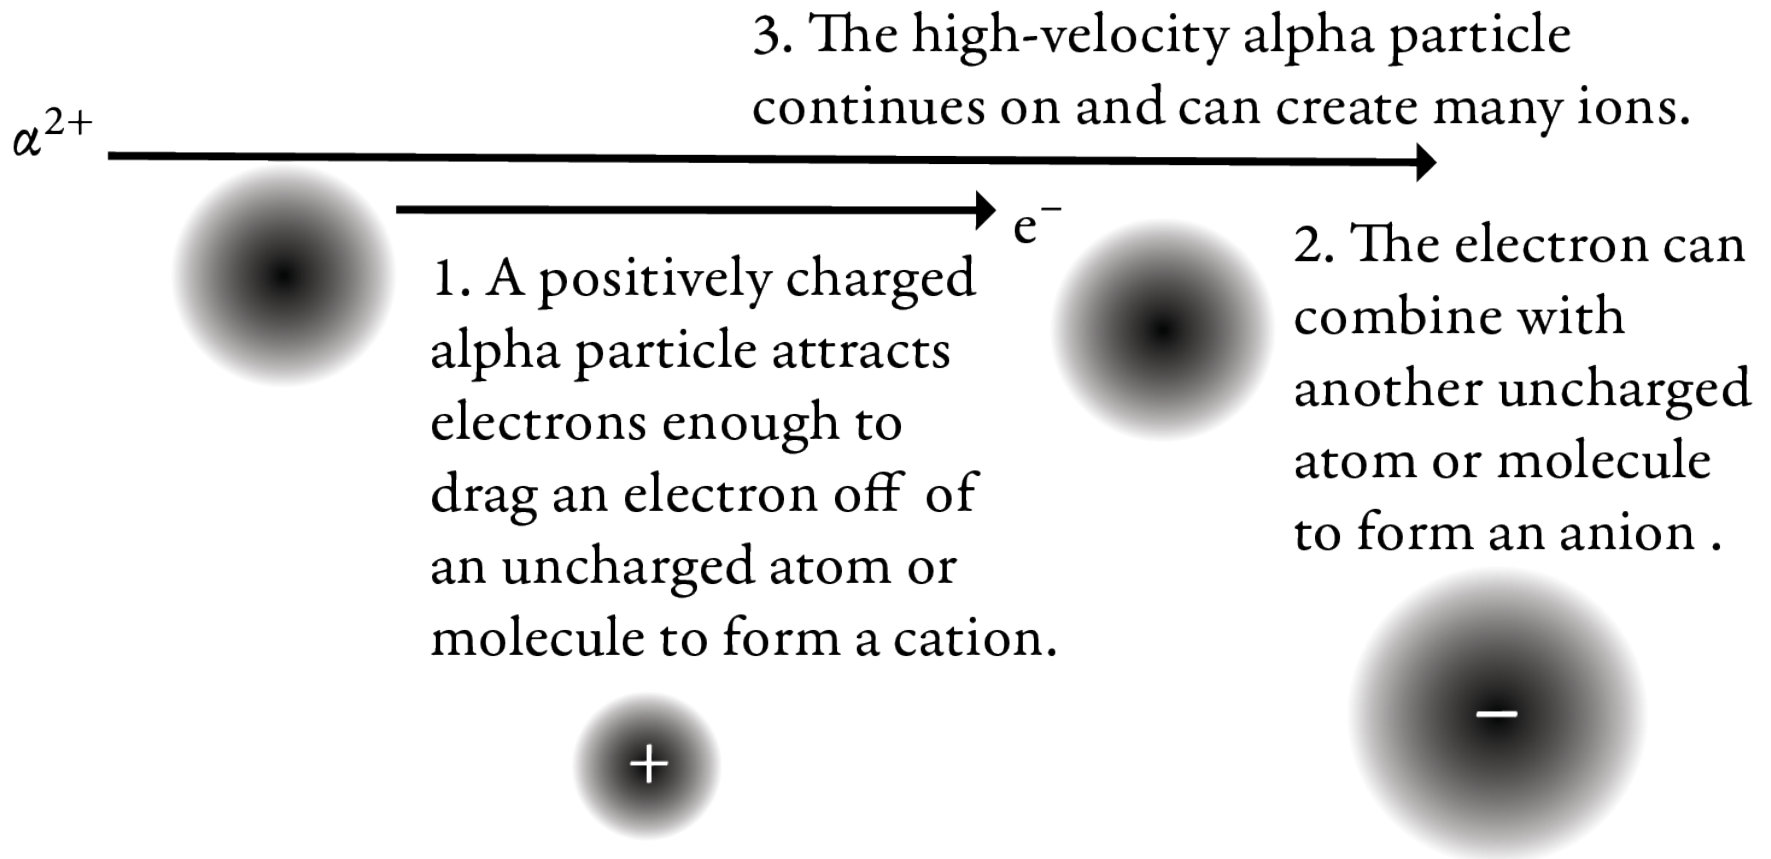 3. The high-velocity alpha particle
continues on and can create many ions.
α²⁺
e⁻
1. A positively charged
alpha particle attracts
electrons enough to
drag an electron off of
an uncharged atom or
molecule to form a cation.
2. The electron can
combine with
another uncharged
atom or molecule
to form an anion .
+
−